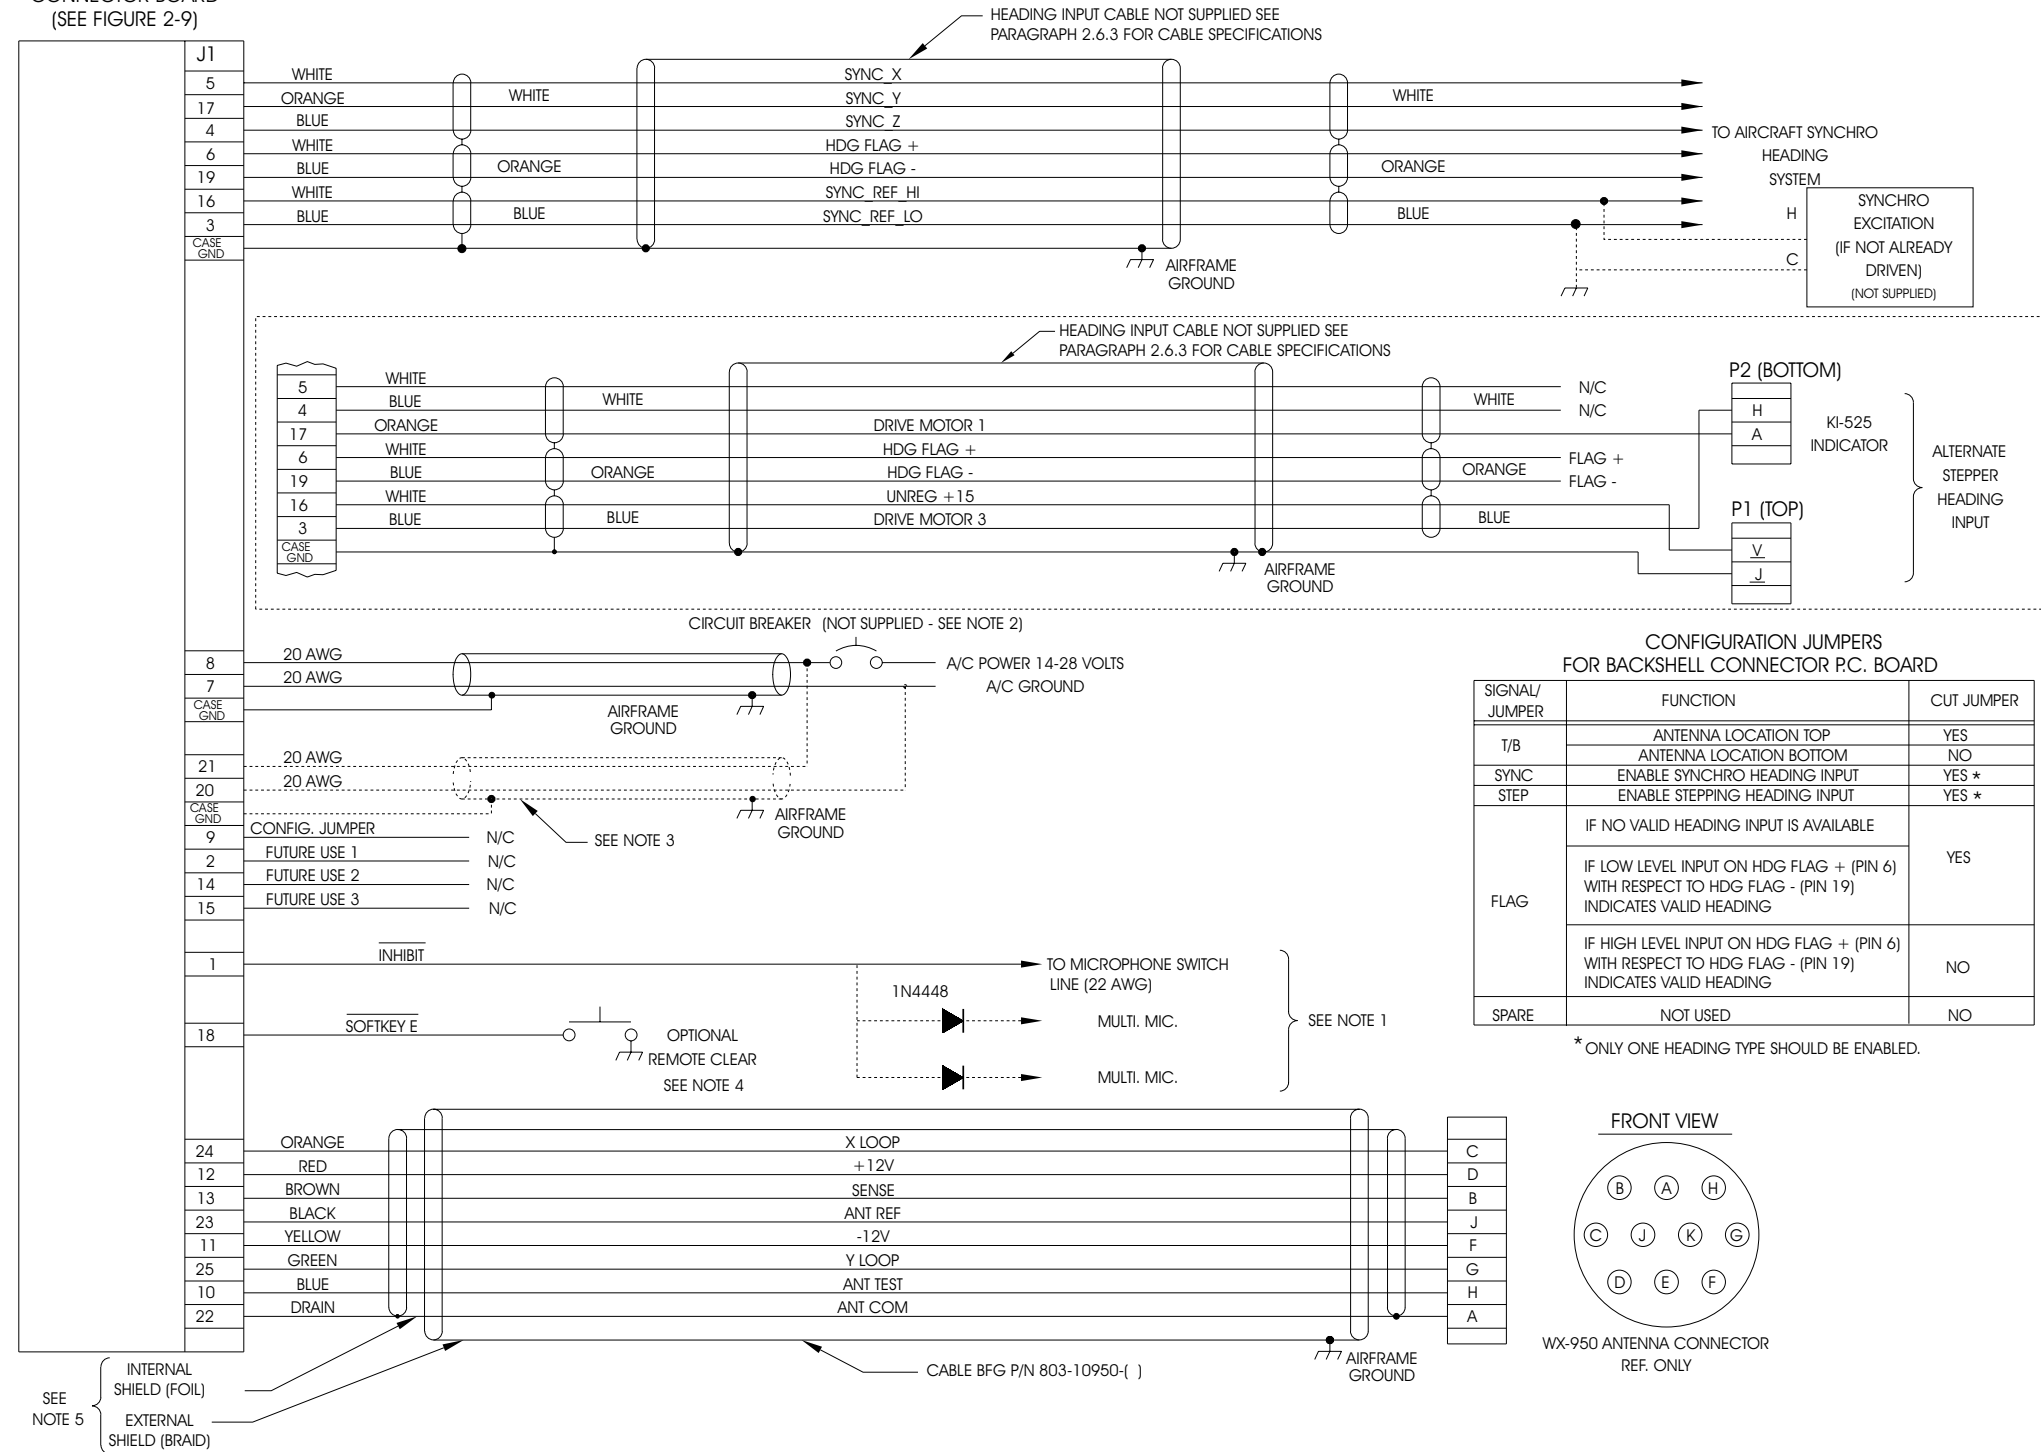 (SEE FIGURE 2-9)
HEADING INPUT CABLE NOT SUPPLIED SEE
PARAGRAPH 2.6.3 FOR CABLE SPECIFICATIONS
J1
5 WHITE SYNC_X
WHITE WHITE
17 ORANGE SYNC_Y
4 BLUE SYNC_Z
6 WHITE HDG FLAG +
ORANGE ORANGE
19 BLUE HDG FLAG -
16 WHITE SYNC_REF_HI
BLUE BLUE
3 BLUE SYNC_REF_LO
CASE
GND
AIRFRAME
GROUND
TO AIRCRAFT SYNCHRO
HEADING
SYSTEM
H
C
SYNCHRO
EXCITATION
(IF NOT ALREADY
DRIVEN)
(NOT SUPPLIED)
HEADING INPUT CABLE NOT SUPPLIED SEE
PARAGRAPH 2.6.3 FOR CABLE SPECIFICATIONS
5 WHITE N/C
WHITE WHITE
4 BLUE N/C
17 ORANGE DRIVE MOTOR 1
6 WHITE HDG FLAG + FLAG +
ORANGE ORANGE
19 BLUE HDG FLAG - FLAG -
16 WHITE UNREG +15
BLUE BLUE
3 BLUE DRIVE MOTOR 3
CASE
GND
AIRFRAME
GROUND
P2 (BOTTOM)
H
A
KI-525
INDICATOR
P1 (TOP)
V
J
ALTERNATE
STEPPER
HEADING
INPUT
CIRCUIT BREAKER (NOT SUPPLIED - SEE NOTE 2)
8 20 AWG A/C POWER 14-28 VOLTS
7 20 AWG A/C GROUND
CASE
GND
AIRFRAME
GROUND
21 20 AWG
20 20 AWG
CASE
GND
AIRFRAME
GROUND
SEE NOTE 3
9 CONFIG. JUMPER N/C
2 FUTURE USE 1 N/C
14 FUTURE USE 2 N/C
15 FUTURE USE 3 N/C
1 INHIBIT
TO MICROPHONE SWITCH
LINE (22 AWG)
1N4448
MULTI. MIC.
MULTI. MIC.
SEE NOTE 1
18 SOFTKEY E
OPTIONAL
REMOTE CLEAR
SEE NOTE 4
CONFIGURATION JUMPERS
FOR BACKSHELL CONNECTOR P.C. BOARD
SIGNAL/
JUMPER
FUNCTION
CUT JUMPER
T/B
ANTENNA LOCATION TOP YES
ANTENNA LOCATION BOTTOM NO
SYNC ENABLE SYNCHRO HEADING INPUT YES *
STEP ENABLE STEPPING HEADING INPUT YES *
FLAG
IF NO VALID HEADING INPUT IS AVAILABLE
YES
IF LOW LEVEL INPUT ON HDG FLAG + (PIN 6)
WITH RESPECT TO HDG FLAG - (PIN 19)
INDICATES VALID HEADING
IF HIGH LEVEL INPUT ON HDG FLAG + (PIN 6)
WITH RESPECT TO HDG FLAG - (PIN 19)
INDICATES VALID HEADING
NO
SPARE NOT USED NO
* ONLY ONE HEADING TYPE SHOULD BE ENABLED.
24 ORANGE X LOOP C
12 RED +12V D
13 BROWN SENSE B
23 BLACK ANT REF J
11 YELLOW -12V F
25 GREEN Y LOOP G
10 BLUE ANT TEST H
22 DRAIN ANT COM A
AIRFRAME
GROUND
CABLE BFG P/N 803-10950-( )
SEE
NOTE 5
INTERNAL
SHIELD (FOIL)
EXTERNAL
SHIELD (BRAID)
FRONT VIEW
B A H
C J K G
D E F
WX-950 ANTENNA CONNECTOR
REF. ONLY